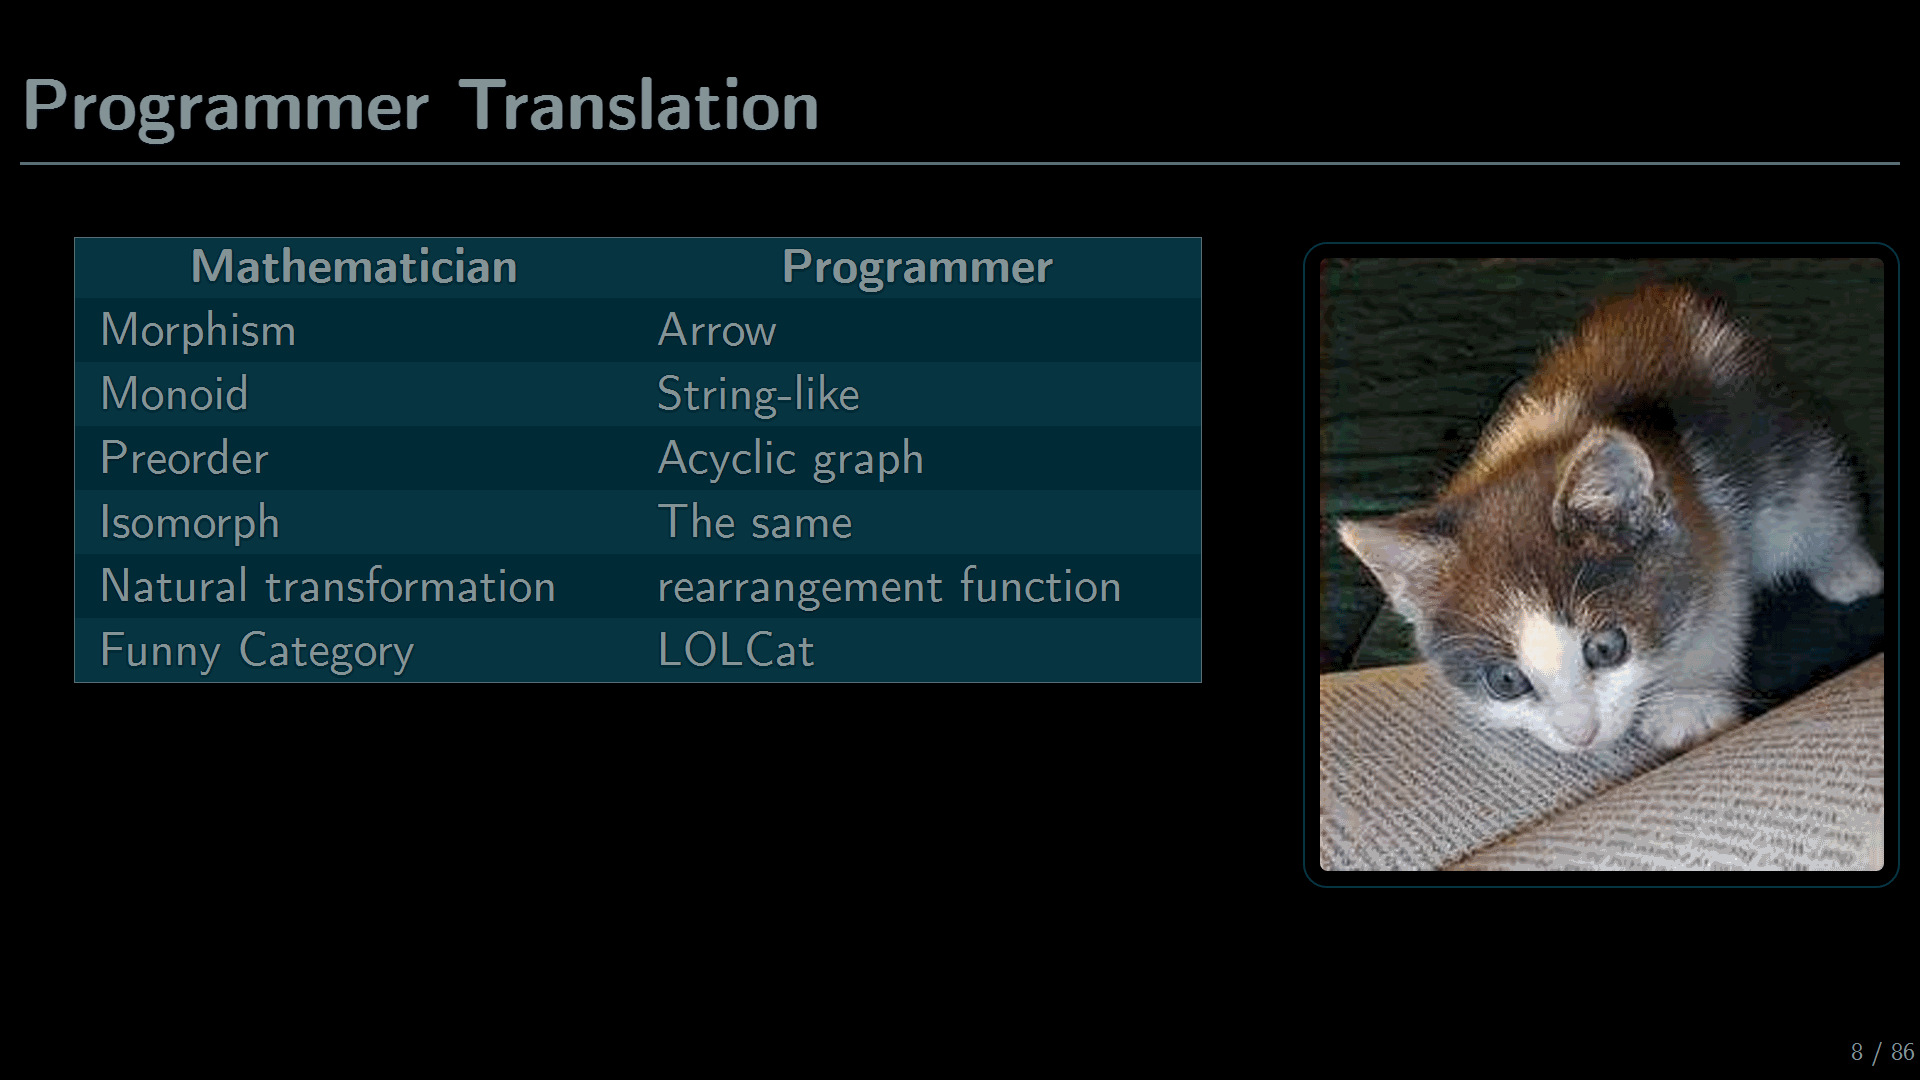 Programmer Translation
Mathematician Programmer
Morphism Arrow
Monoid String-like
Preorder Acyclic graph
Isomorph The same
Natural transformation rearrangement function
Funny Category LOLCat
8 / 86